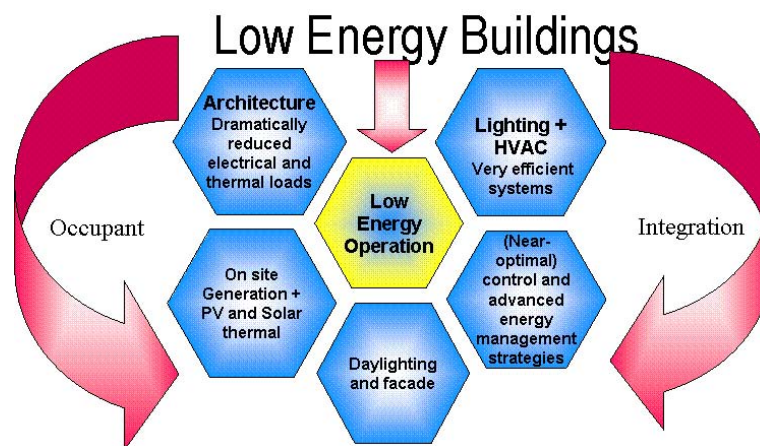 Low Energy Buildings
Architecture
Dramatically
reduced
electrical and
thermal loads
Lighting +
HVAC
Very efficient
systems
Low
Energy
Operation
Occupant
Integration
On site
Generation +
PV and Solar
thermal
(Near-
optimal)
control and
advanced
energy
management
strategies
Daylighting
and facade